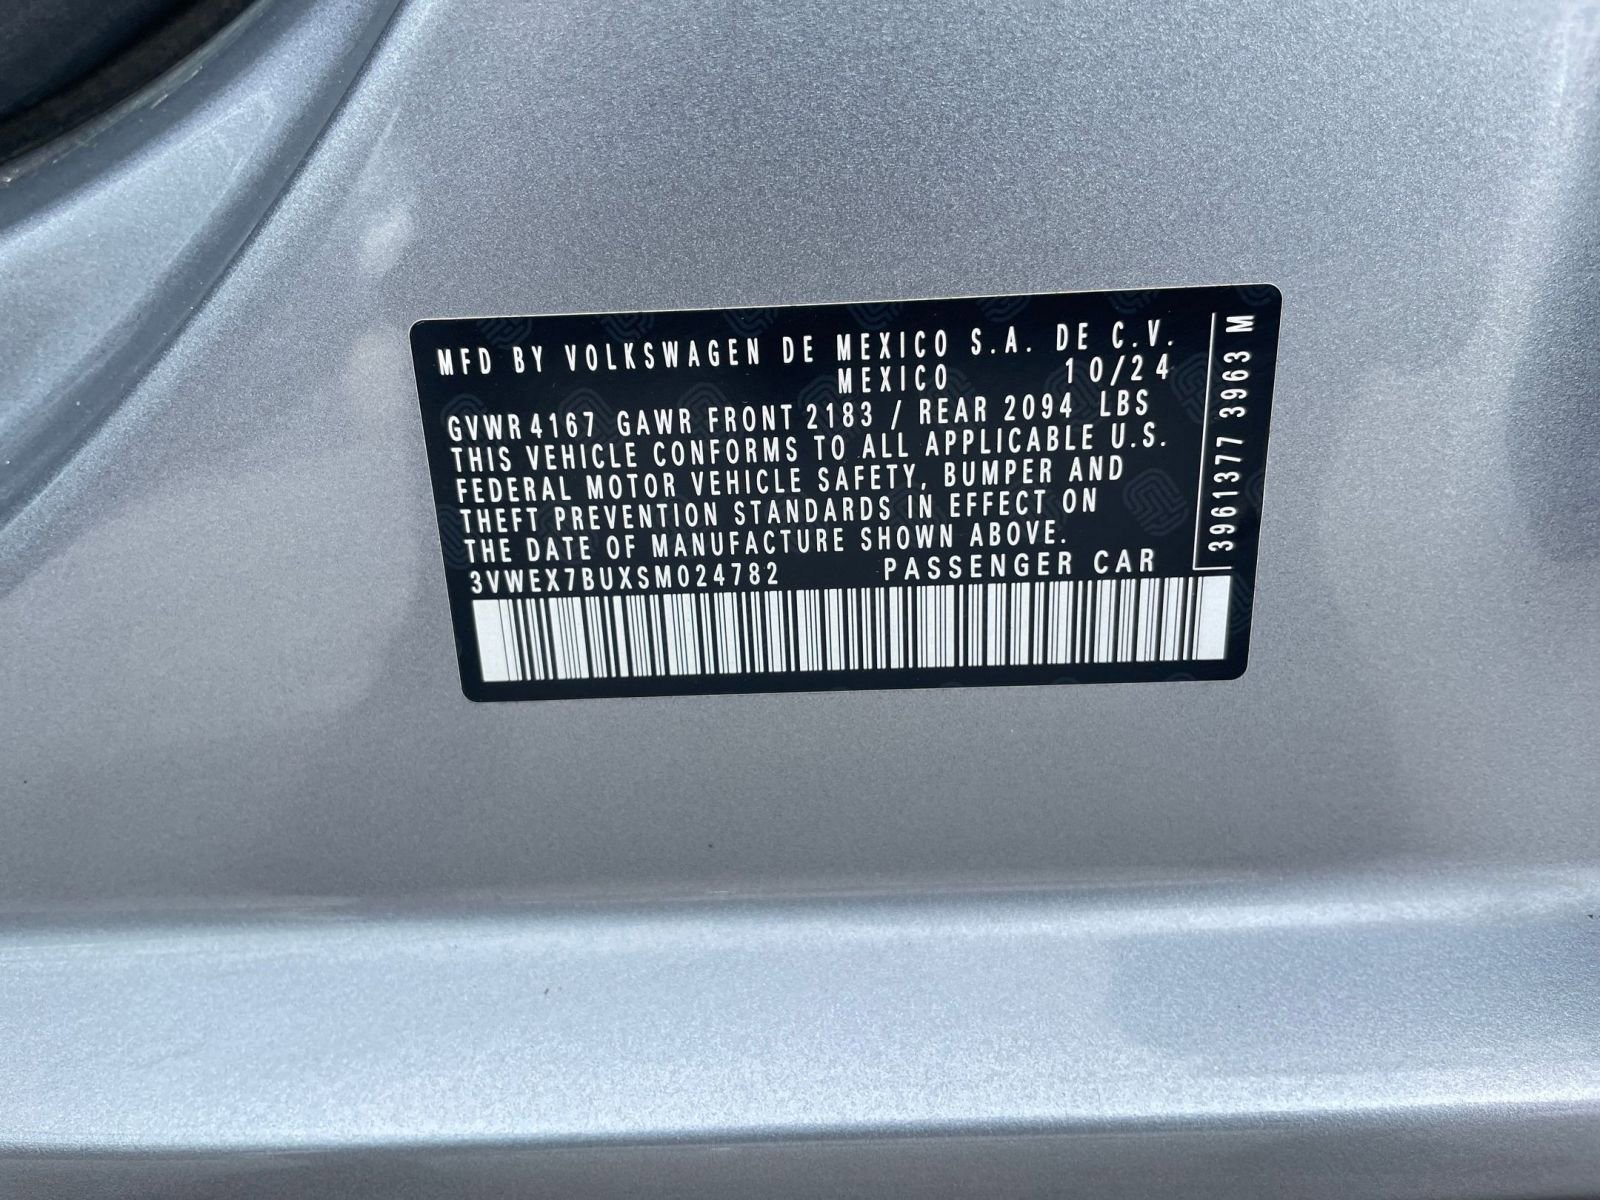 MFD BY VOLKSWAGEN DE MEXICO S.A. DE C.V.
MEXICO 10/24
GVWR 4167 GAWR FRONT 2183 / REAR 2094 LBS
THIS VEHICLE CONFORMS TO ALL APPLICABLE U.S.
FEDERAL MOTOR VEHICLE SAFETY, BUMPER AND
THEFT PREVENTION STANDARDS IN EFFECT ON
THE DATE OF MANUFACTURE SHOWN ABOVE.
3VWEX7BUXSM024782 PASSENGER CAR
3961377 3963 M